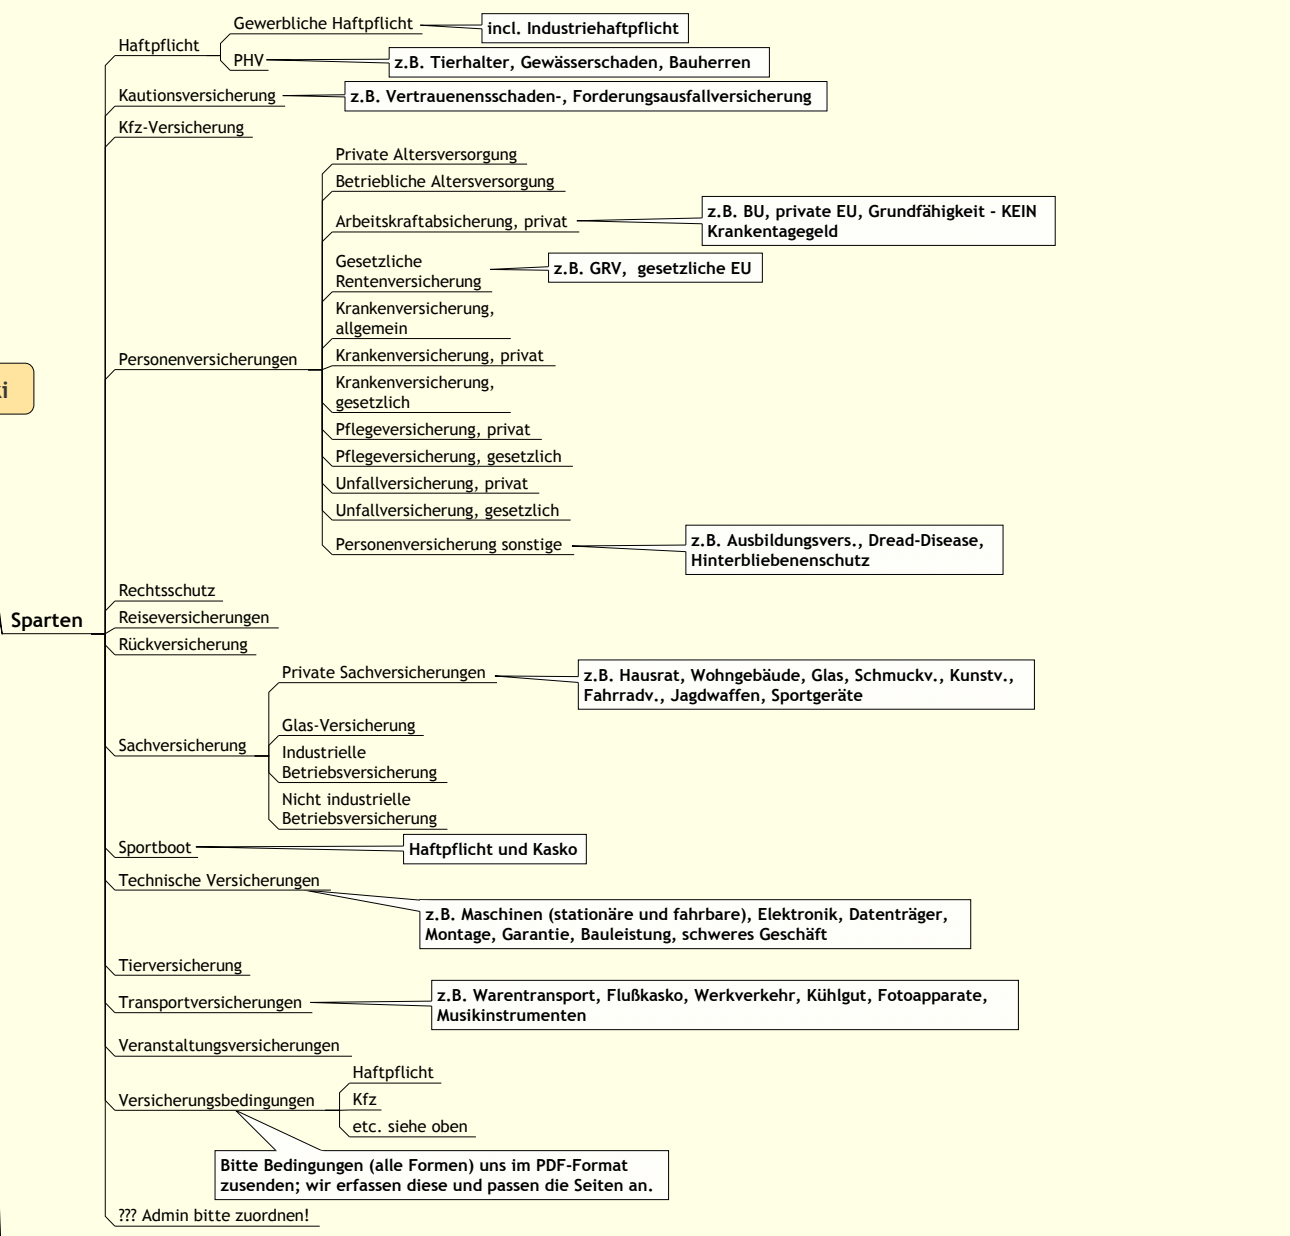 Gewerbliche Haftpflicht
incl. Industriehaftpflicht
Haftpflicht
PHV
z.B. Tierhalter, Gewässerschaden, Bauherren
Kautionsversicherung
z.B. Vertrauenensschaden-, Forderungsausfallversicherung
Kfz-Versicherung
Private Altersversorgung
Betriebliche Altersversorgung
Arbeitskraftabsicherung, privat
z.B. BU, private EU, Grundfähigkeit - KEIN
Krankentagegeld
Gesetzliche
Rentenversicherung
z.B. GRV, gesetzliche EU
Krankenversicherung,
allgemein
Personenversicherungen
Krankenversicherung, privat
Krankenversicherung,
gesetzlich
ki
Pflegeversicherung, privat
Pflegeversicherung, gesetzlich
Unfallversicherung, privat
Unfallversicherung, gesetzlich
Personenversicherung sonstige
z.B. Ausbildungsvers., Dread-Disease,
Hinterbliebenenschutz
Rechtsschutz
Sparten
Reiseversicherungen
Rückversicherung
Private Sachversicherungen
z.B. Hausrat, Wohngebäude, Glas, Schmuckv., Kunstv.,
Fahrradv., Jagdwaffen, Sportgeräte
Glas-Versicherung
Sachversicherung
Industrielle
Betriebsversicherung
Nicht industrielle
Betriebsversicherung
Sportboot
Haftpflicht und Kasko
Technische Versicherungen
z.B. Maschinen (stationäre und fahrbare), Elektronik, Datenträger,
Montage, Garantie, Bauleistung, schweres Geschäft
Tierversicherung
Transportversicherungen
z.B. Warentransport, Flußkasko, Werkverkehr, Kühlgut, Fotoapparate,
Musikinstrumenten
Veranstaltungsversicherungen
Haftpflicht
Versicherungsbedingungen
Kfz
etc. siehe oben
Bitte Bedingungen (alle Formen) uns im PDF-Format
zusenden; wir erfassen diese und passen die Seiten an.
??? Admin bitte zuordnen!